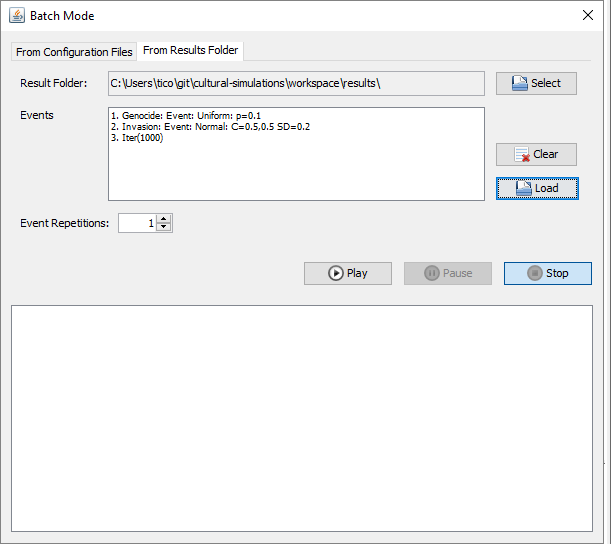 Batch Mode
From Configuration Files
From Results Folder
Result Folder: C:\Users\tico\git\cultural-simulations\workspace\results\ Select
Events
1. Genocide: Event: Uniform: p=0.1
2. Invasion: Event: Normal: C=0.5,0.5 SD=0.2
3. Iter(1000)
Clear
Load
Event Repetitions: 1
Play Pause Stop